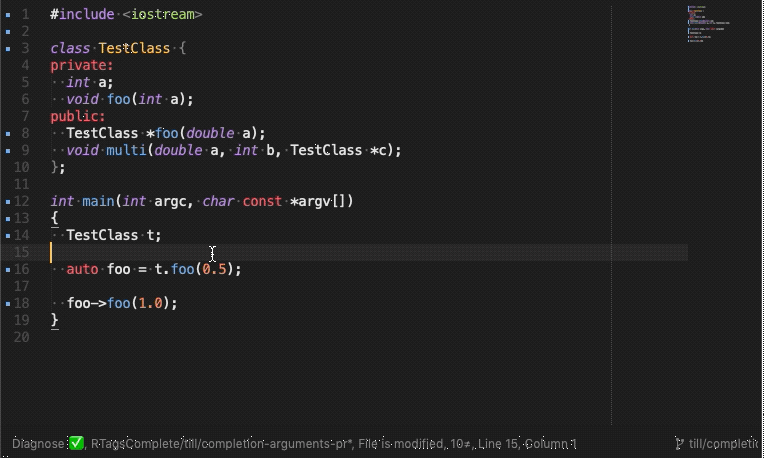 1 #include <iostream>
2
3 class TestClass {
4 private:
5 int a;
6 void foo(int a);
7 public:
8 TestClass *foo(double a);
9 void multi(double a, int b, TestClass *c);
10 };
11
12 int main(int argc, char const *argv[])
13 {
14 TestClass t;
15
16 auto foo = t.foo(0.5);
17
18 foo->foo(1.0);
19 }
20
Diagnose ✅, RTagsComplete/till/completion-arguments-pr*, File is modified, 10≠, Line 15, Column 1 till/completi